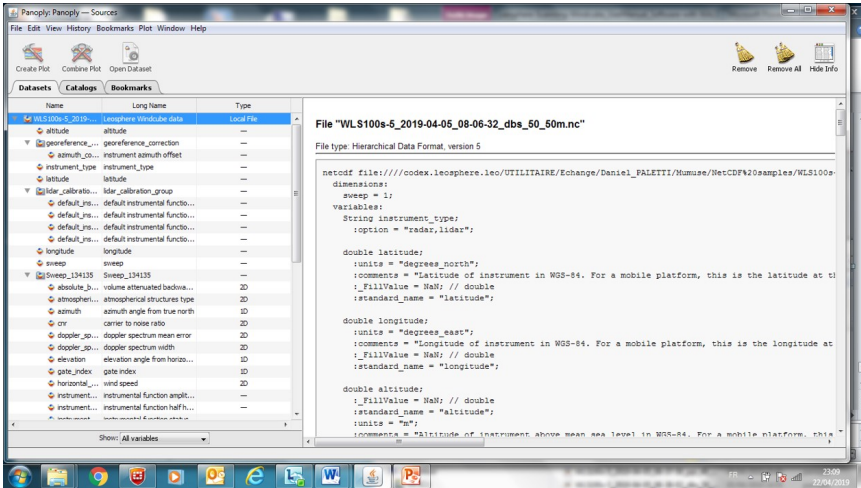 Panoply: Panoply — Sources
File Edit View History Bookmarks Plot Window Help
Create Plot Combine Plot Open Dataset Remove Remove All Hide Info
Datasets Catalogs Bookmarks
Name Long Name Type
WLS100s-5_2019-... Leosphere Windcube data Local File
altitude altitude —
georeference_... georeference_correction —
azimuth_co... instrument azimuth offset —
instrument_type instrument_type —
latitude latitude —
lidar_calibratio... lidar_calibration_group —
default_ins... default instrumental functio... —
default_ins... default instrumental functio... —
default_ins... default instrumental functio... —
default_ins... default instrumental functio... —
longitude longitude —
sweep sweep —
Sweep_134135 Sweep_134135 —
absolute_b... volume attenuated backwa... 2D
atmospheri... atmospherical structures type 2D
azimuth azimuth angle from true north 1D
cnr carrier to noise ratio 2D
doppler_sp... doppler spectrum mean error 2D
doppler_sp... doppler spectrum width 2D
elevation elevation angle from horizo... 1D
gate_index gate index 1D
horizontal_... wind speed 2D
instrument... instrumental function amplit... —
instrument... instrumental function half h... —
instrument... instrumental function status
Show: All variables
File "WLS100s-5_2019-04-05_08-06-32_dbs_50_50m.nc"
File type: Hierarchical Data Format, version 5
netcdf file:////codex.leosphere.leo/UTILITAIRE/Echange/Daniel_PALETTI/Mumuse/NetCDF%20samples/WLS100s-
dimensions:
sweep = 1;
variables:
String instrument_type;
:option = "radar,lidar";
double latitude;
:units = "degrees_north";
:comments = "Latitude of instrument in WGS-84. For a mobile platform, this is the latitude at
:_FillValue = NaN; // double
:standard_name = "latitude";
double longitude;
:units = "degrees_east";
:comments = "Longitude of instrument in WGS-84. For a mobile platform, this is the longitude at
:_FillValue = NaN; // double
:standard_name = "longitude";
double altitude;
:_FillValue = NaN; // double
:standard_name = "altitude";
:units = "m";
:comments = "Altitude of instrument above mean sea level in WGS-84. For a mobile platform, this
FR 23:09
22/04/2019